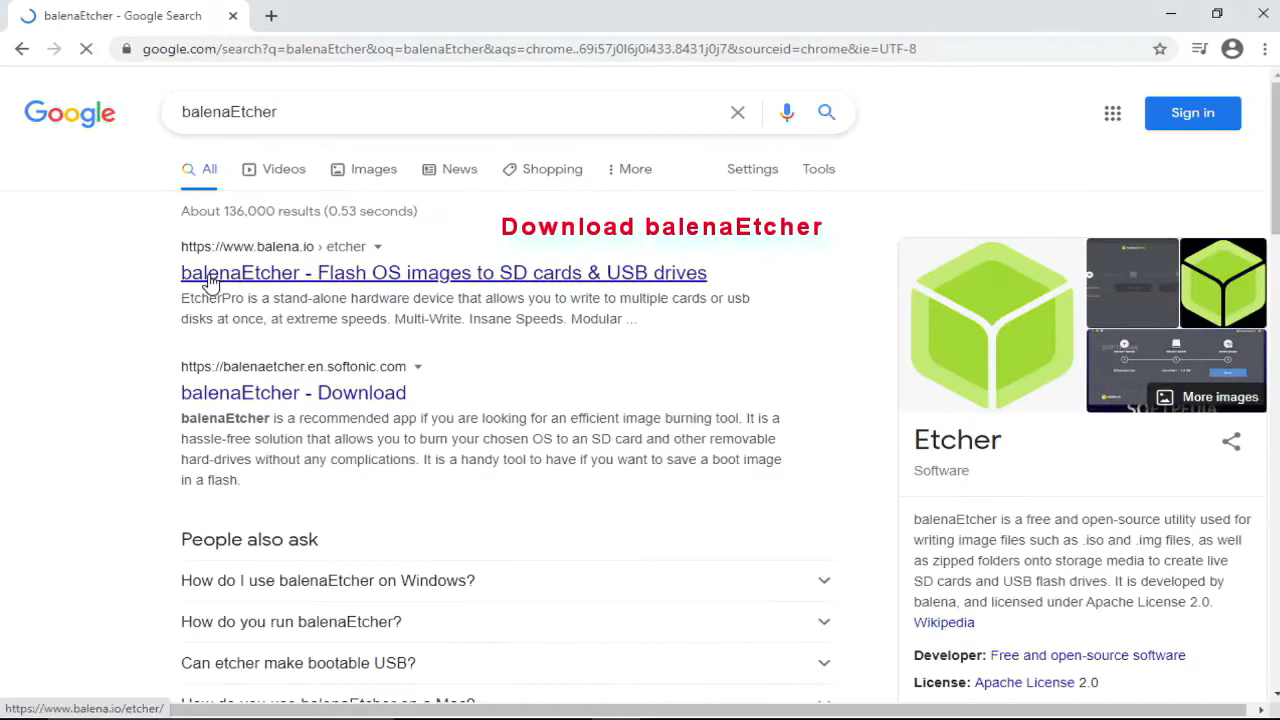 balenaEtcher - Google Search
google.com/search?q=balenaEtcher&oq=balenaEtcher&aqs=chrome..69i57j0l6j0i433.8431j0j7&sourceid=chrome&ie=UTF-8
Google
balenaEtcher
Sign in
All
Videos
Images
News
Shopping
More
Settings
Tools
About 136,000 results (0.53 seconds)
Download balenaEtcher
https://www.balena.io › etcher
balenaEtcher - Flash OS images to SD cards & USB drives
EtcherPro is a stand-alone hardware device that allows you to write to multiple cards or usb
disks at once, at extreme speeds. Multi-Write. Insane Speeds. Modular ...
https://balenaetcher.en.softonic.com
balenaEtcher - Download
balenaEtcher is a recommended app if you are looking for an efficient image burning tool. It is a
hassle-free solution that allows you to burn your chosen OS to an SD card and other removable
hard-drives without any complications. It is a handy tool to have if you want to save a boot image
in a flash.
People also ask
How do I use balenaEtcher on Windows?
How do you run balenaEtcher?
Can etcher make bootable USB?
More images
SOFTPEDIA
Etcher
Software
balenaEtcher is a free and open-source utility used for
writing image files such as .iso and .img files, as well
as zipped folders onto storage media to create live
SD cards and USB flash drives. It is developed by
balena, and licensed under Apache License 2.0.
Wikipedia
Developer: Free and open-source software
License: Apache License 2.0
https://www.balena.io/etcher/